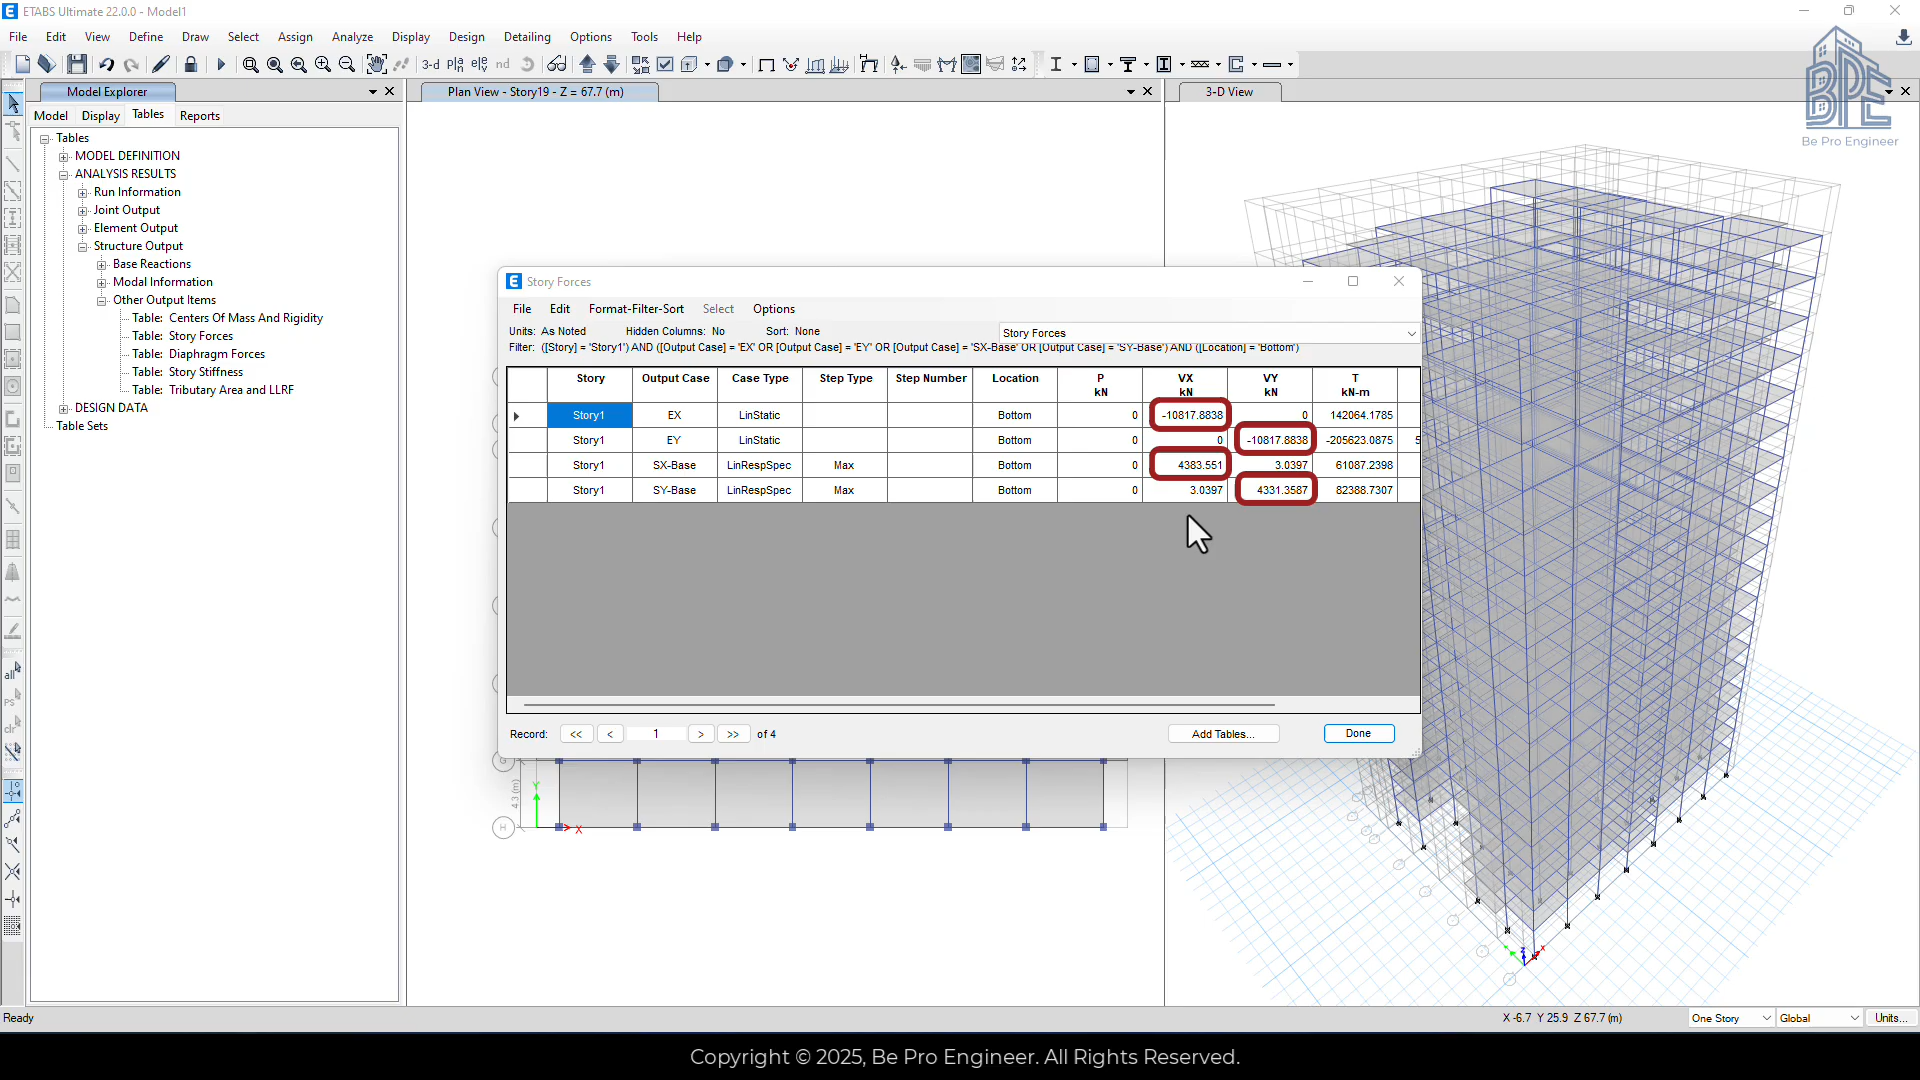 ETABS Ultimate 22.0.0 - Model1
File Edit View Define Draw Select Assign Analyze Display Design Detailing Options Tools Help
3-d
nd
Model Explorer
Plan View - Story19 - Z = 67.7 (m)
3-D View
Model Display Tables Reports
Tables
MODEL DEFINITION
ANALYSIS RESULTS
Run Information
Joint Output
Element Output
Structure Output
Base Reactions
Modal Information
Other Output Items
Table: Centers Of Mass And Rigidity
Table: Story Forces
Table: Diaphragm Forces
Table: Story Stiffness
Table: Tributary Area and LLRF
DESIGN DATA
Table Sets
BPE
Be Pro Engineer
Story Forces
File Edit Format-Filter-Sort Select Options
Units: As Noted Hidden Columns: No Sort: None Story Forces
Filter: ([Story] = 'Story1') AND ([Output Case] = 'EX' OR [Output Case] = 'EY' OR [Output Case] = 'SX-Base' OR [Output Case] = 'SY-Base') AND ([Location] = 'Bottom')
Story Output Case Case Type Step Type Step Number Location P VX VY T
kN kN kN kN-m
Story1 EX LinStatic Bottom 0 -10817.8838 0 142064.1785
Story1 EY LinStatic Bottom 0 0 -10817.8838 -205623.0875 5
Story1 SX-Base LinRespSpec Max Bottom 0 4383.551 3.0397 61087.2398
Story1 SY-Base LinRespSpec Max Bottom 0 3.0397 4331.3587 82388.7307
Record: << < 1 > >> of 4 Add Tables... Done
4.3 (m)
Y
H
X
all
ps
clr
Z
X
Ready
X -6.7 Y 25.9 Z 67.7 (m) One Story Global Units...
Copyright © 2025, Be Pro Engineer. All Rights Reserved.